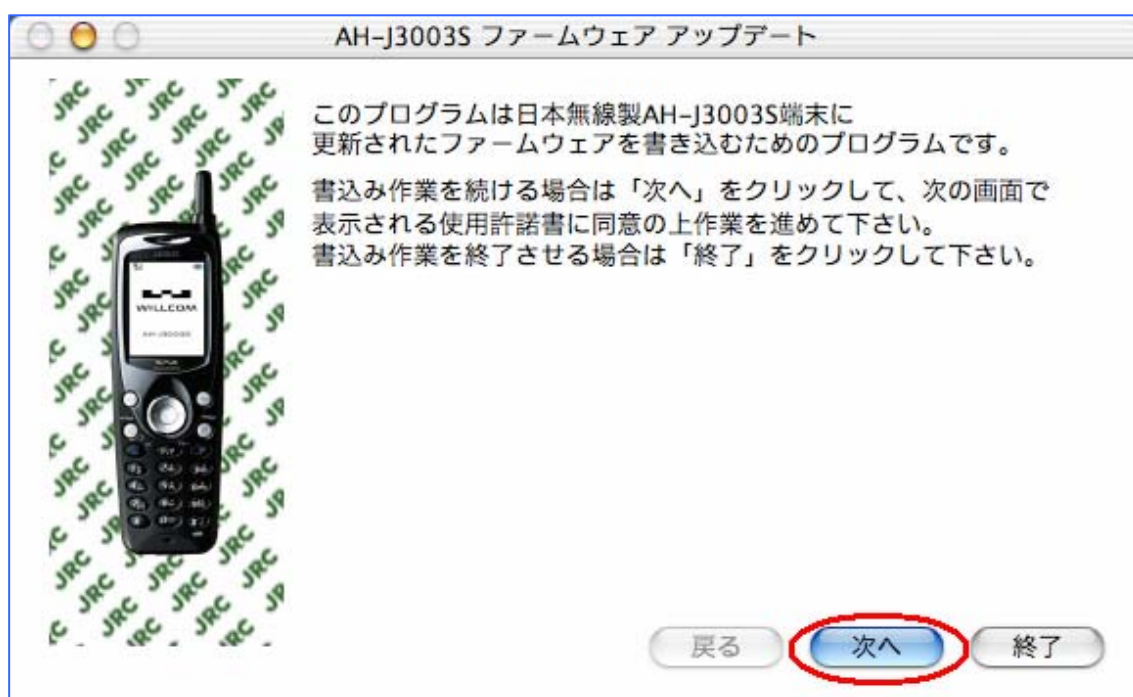 AH-J3003S ファームウェア アップデート
このプログラムは日本無線製AH-J3003S端末に
更新されたファームウェアを書き込むためのプログラムです。
書込み作業を続ける場合は「次へ」をクリックして、次の画面で
表示される使用許諾書に同意の上作業を進めて下さい。
書込み作業を終了させる場合は「終了」をクリックして下さい。
JRC
WILLCOM
AH-J3003S
戻る
次へ
終了